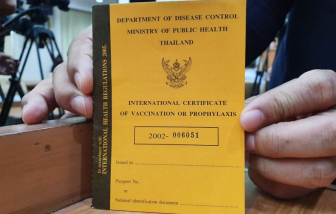 DEPARTMENT OF DISEASE CONTROL
MINISTRY OF PUBLIC HEALTH
THAILAND
INTERNATIONAL CERTIFICATE
OF VACCINATION OR PROPHYLAXIS
2002- 006051
Issued to
Passport No.
or
National identification document
INTERNATIONAL HEALTH REGULATIONS 2005.